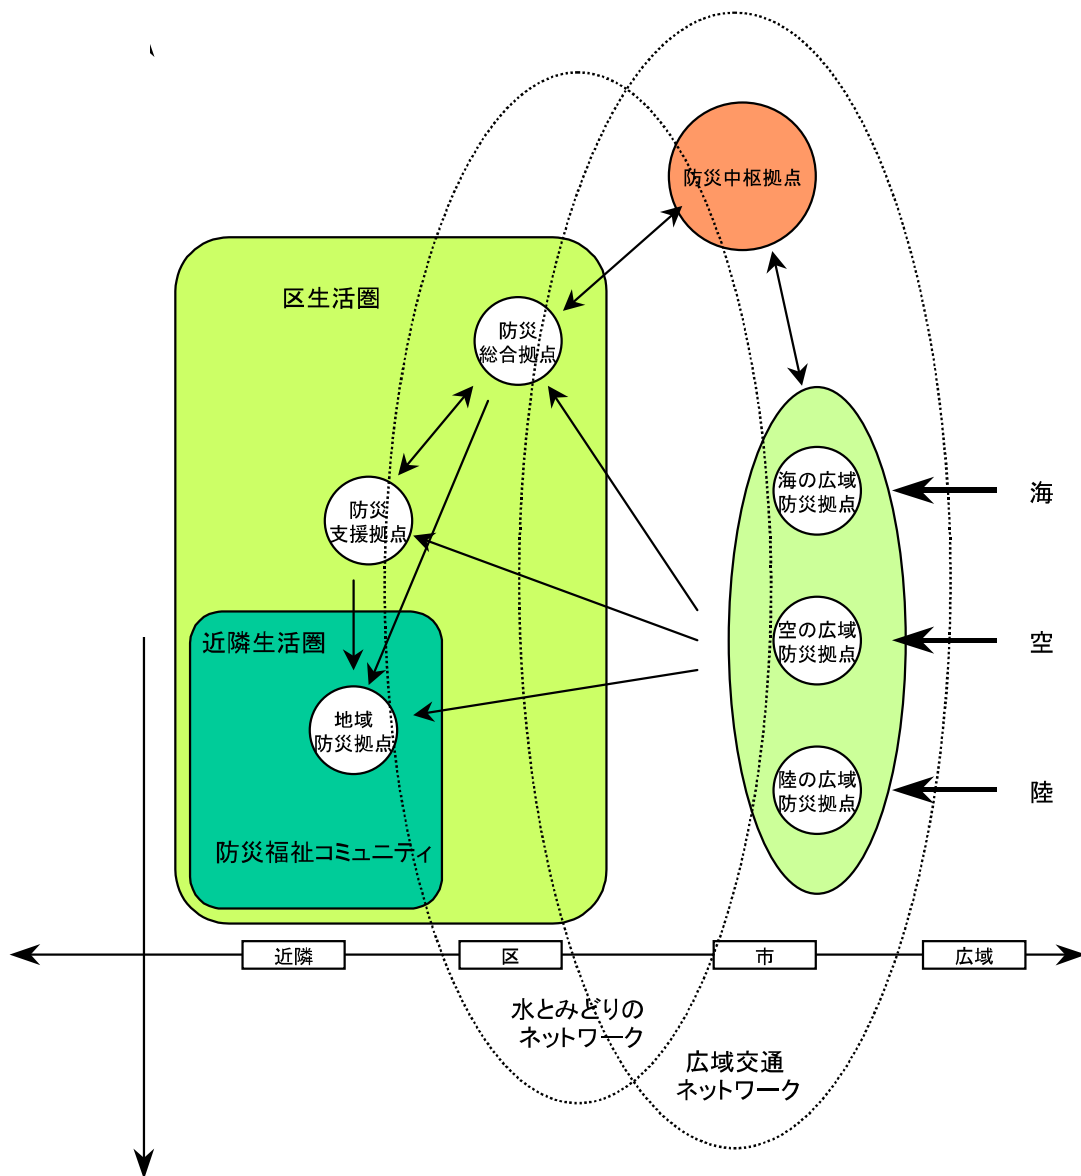 防災中枢拠点
区生活圏
防災
総合拠点
海の広域
防災拠点
海
防災
支援拠点
空の広域
防災拠点
空
近隣生活圏
地域
防災拠点
陸の広域
防災拠点
陸
防災福祉コミュニティ
近隣
区
市
広域
水とみどりの
ネットワーク
広域交通
ネットワーク